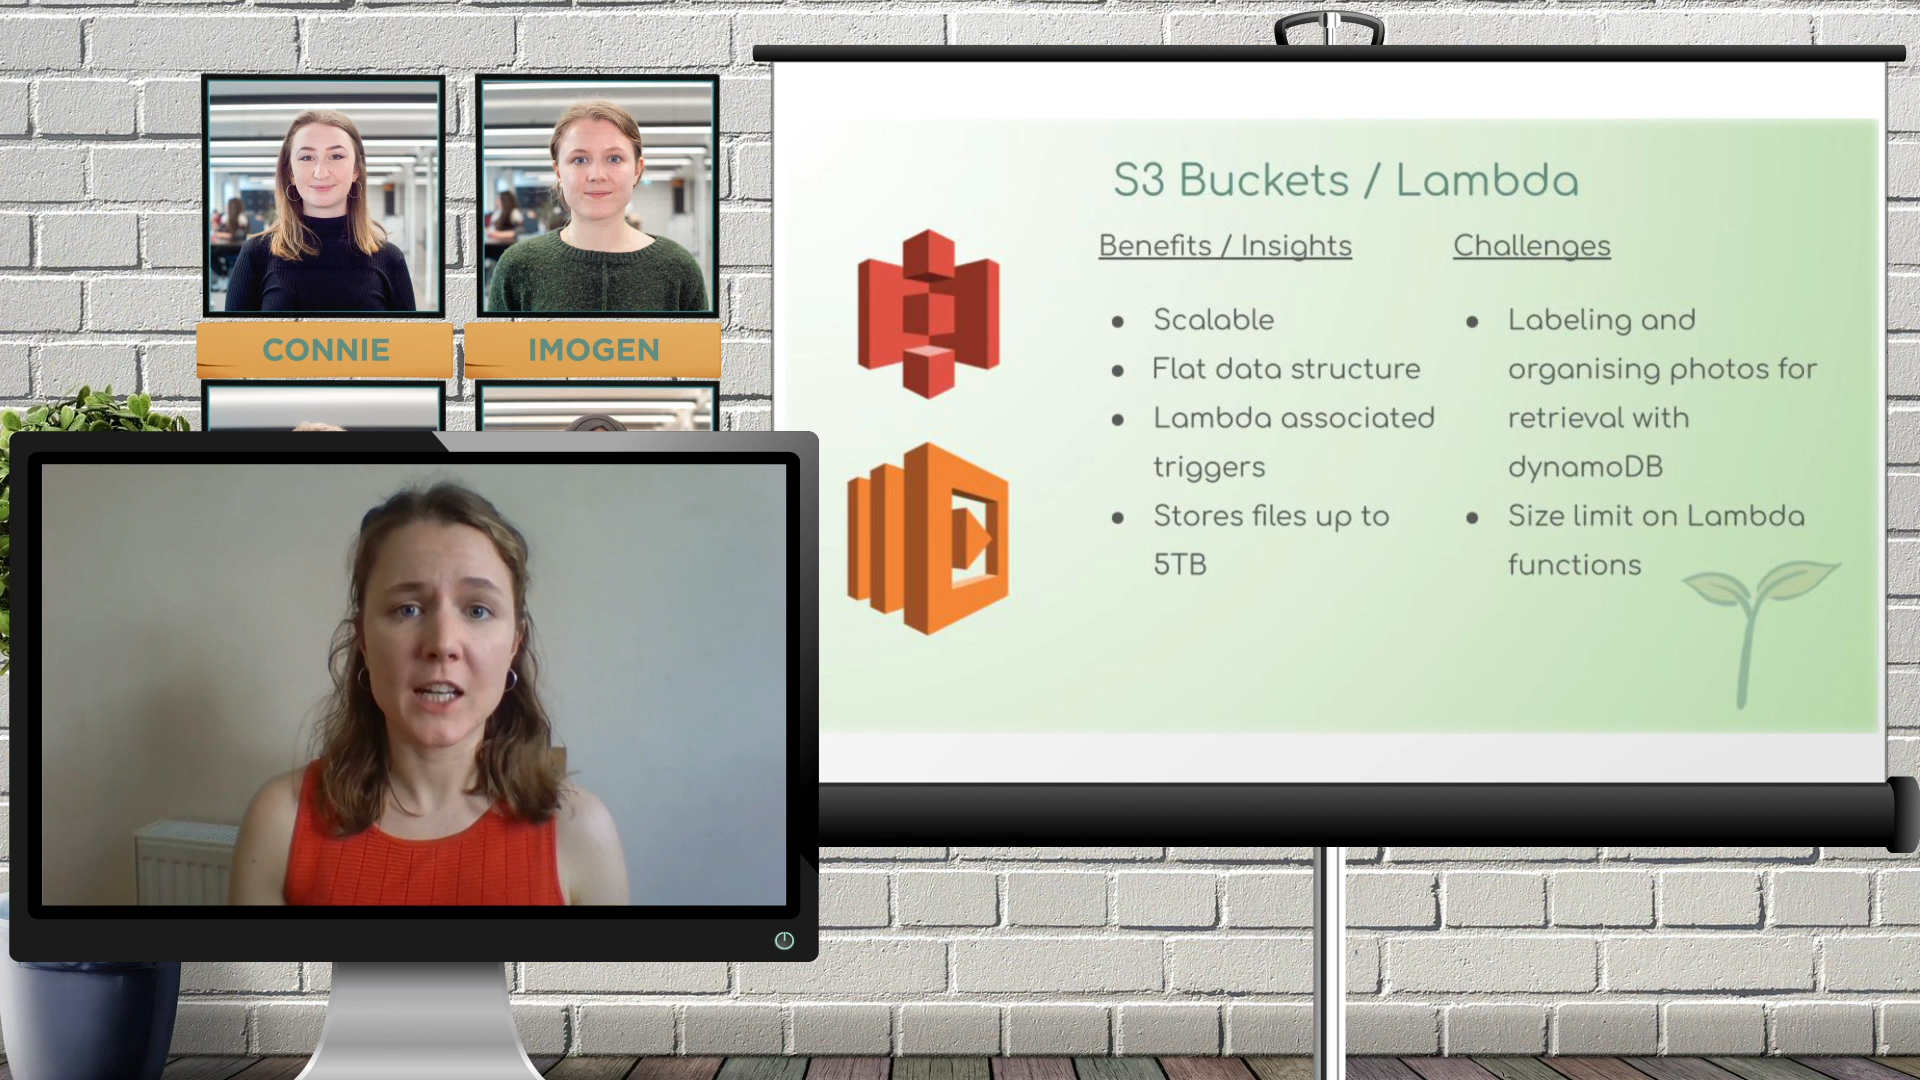 CONNIE
IMOGEN
S3 Buckets / Lambda
Benefits / Insights
Scalable
Flat data structure
Lambda associated
triggers
Stores files up to
5TB
Challenges
Labeling and
organising photos for
retrieval with
dynamoDB
Size limit on Lambda
functions